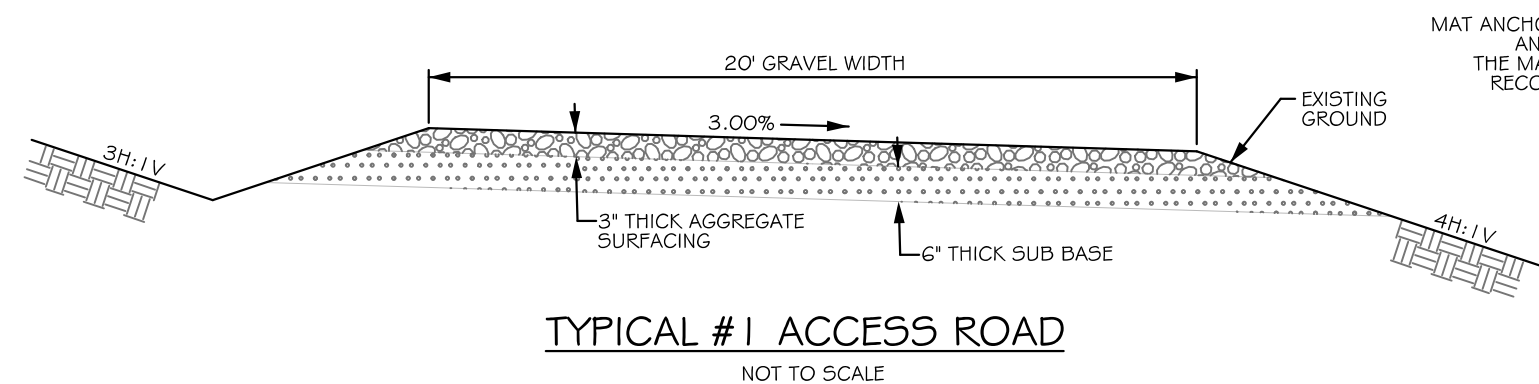 MAT ANCHO
AN
THE MA
RECO
20' GRAVEL WIDTH
EXISTING
GROUND
3.00%
3H:1V
3" THICK AGGREGATE
SURFACING
4H:1V
6" THICK SUB BASE
TYPICAL #1 ACCESS ROAD
NOT TO SCALE